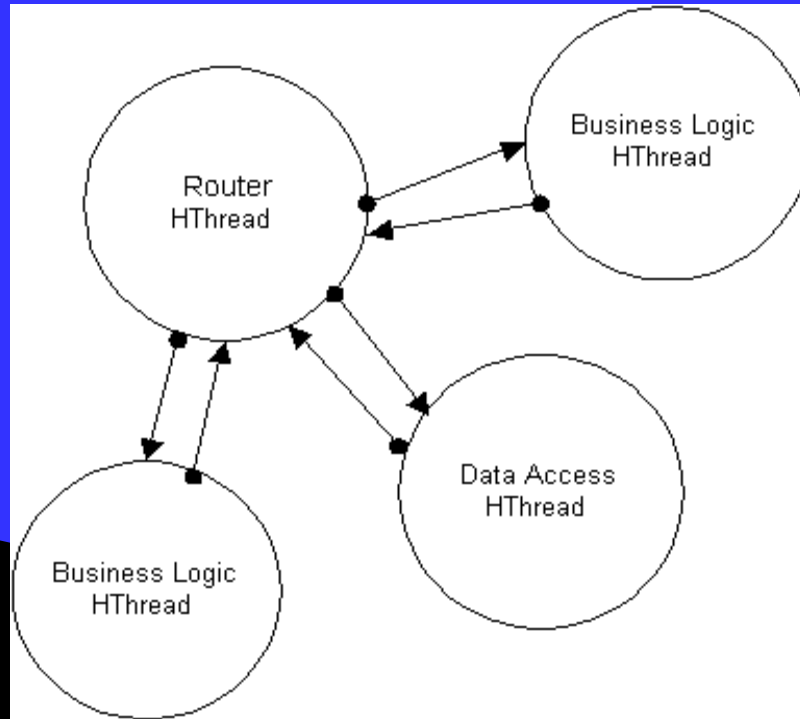 Business Logic
HThread
Router
HThread
Data Access
HThread
Business Logic
HThread